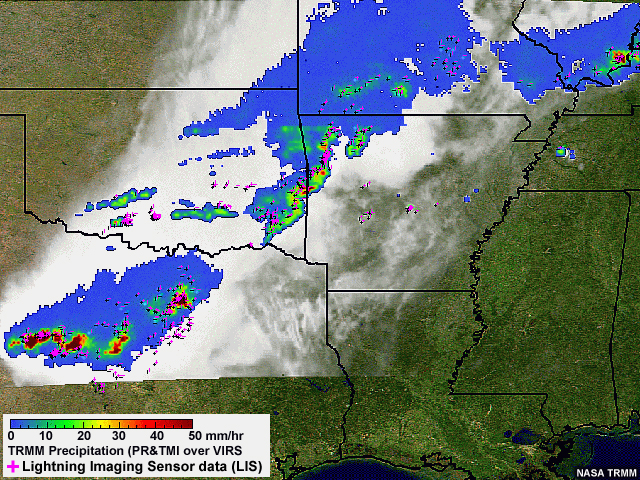 0 10 20 30 40 50 mm/hr
TRMM Precipitation (PR&TMI over VIRS
+ Lightning Imaging Sensor data (LIS)
NASA TRMM